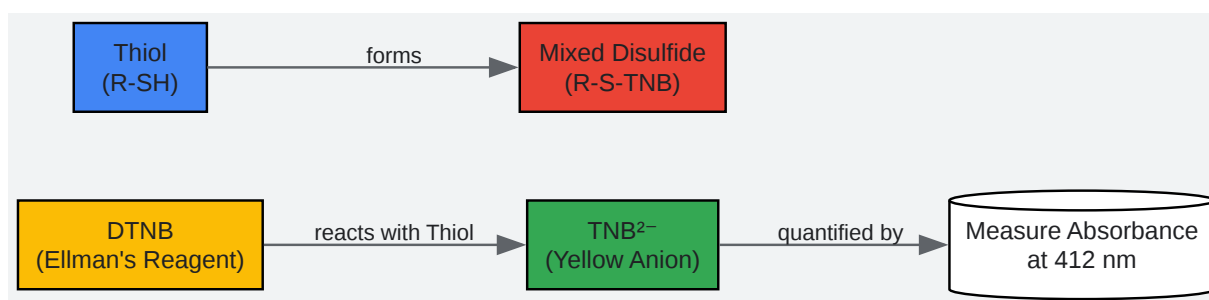 Thiol
(R-SH)
forms
Mixed Disulfide
(R-S-TNB)
DTNB
(Ellman's Reagent)
reacts with Thiol
TNB²⁻
(Yellow Anion)
quantified by
Measure Absorbance
at 412 nm